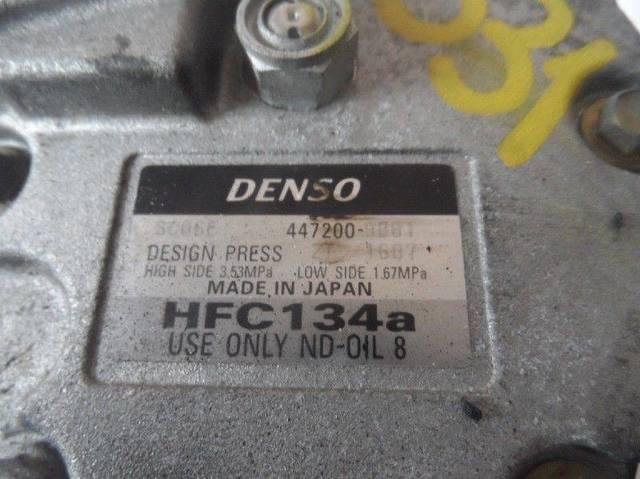 331
DENSO
447200-
DESIGN PRESS
HIGH SIDE 3.53MPa LOW SIDE 1.67MPa
MADE IN JAPAN
HFC134a
USE ONLY ND-OIL 8